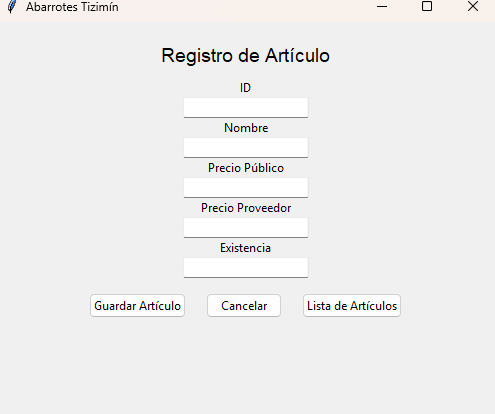 Abarrotes Tizimín
Registro de Artículo
ID
Nombre
Precio Público
Precio Proveedor
Existencia
Guardar Artículo Cancelar Lista de Artículos